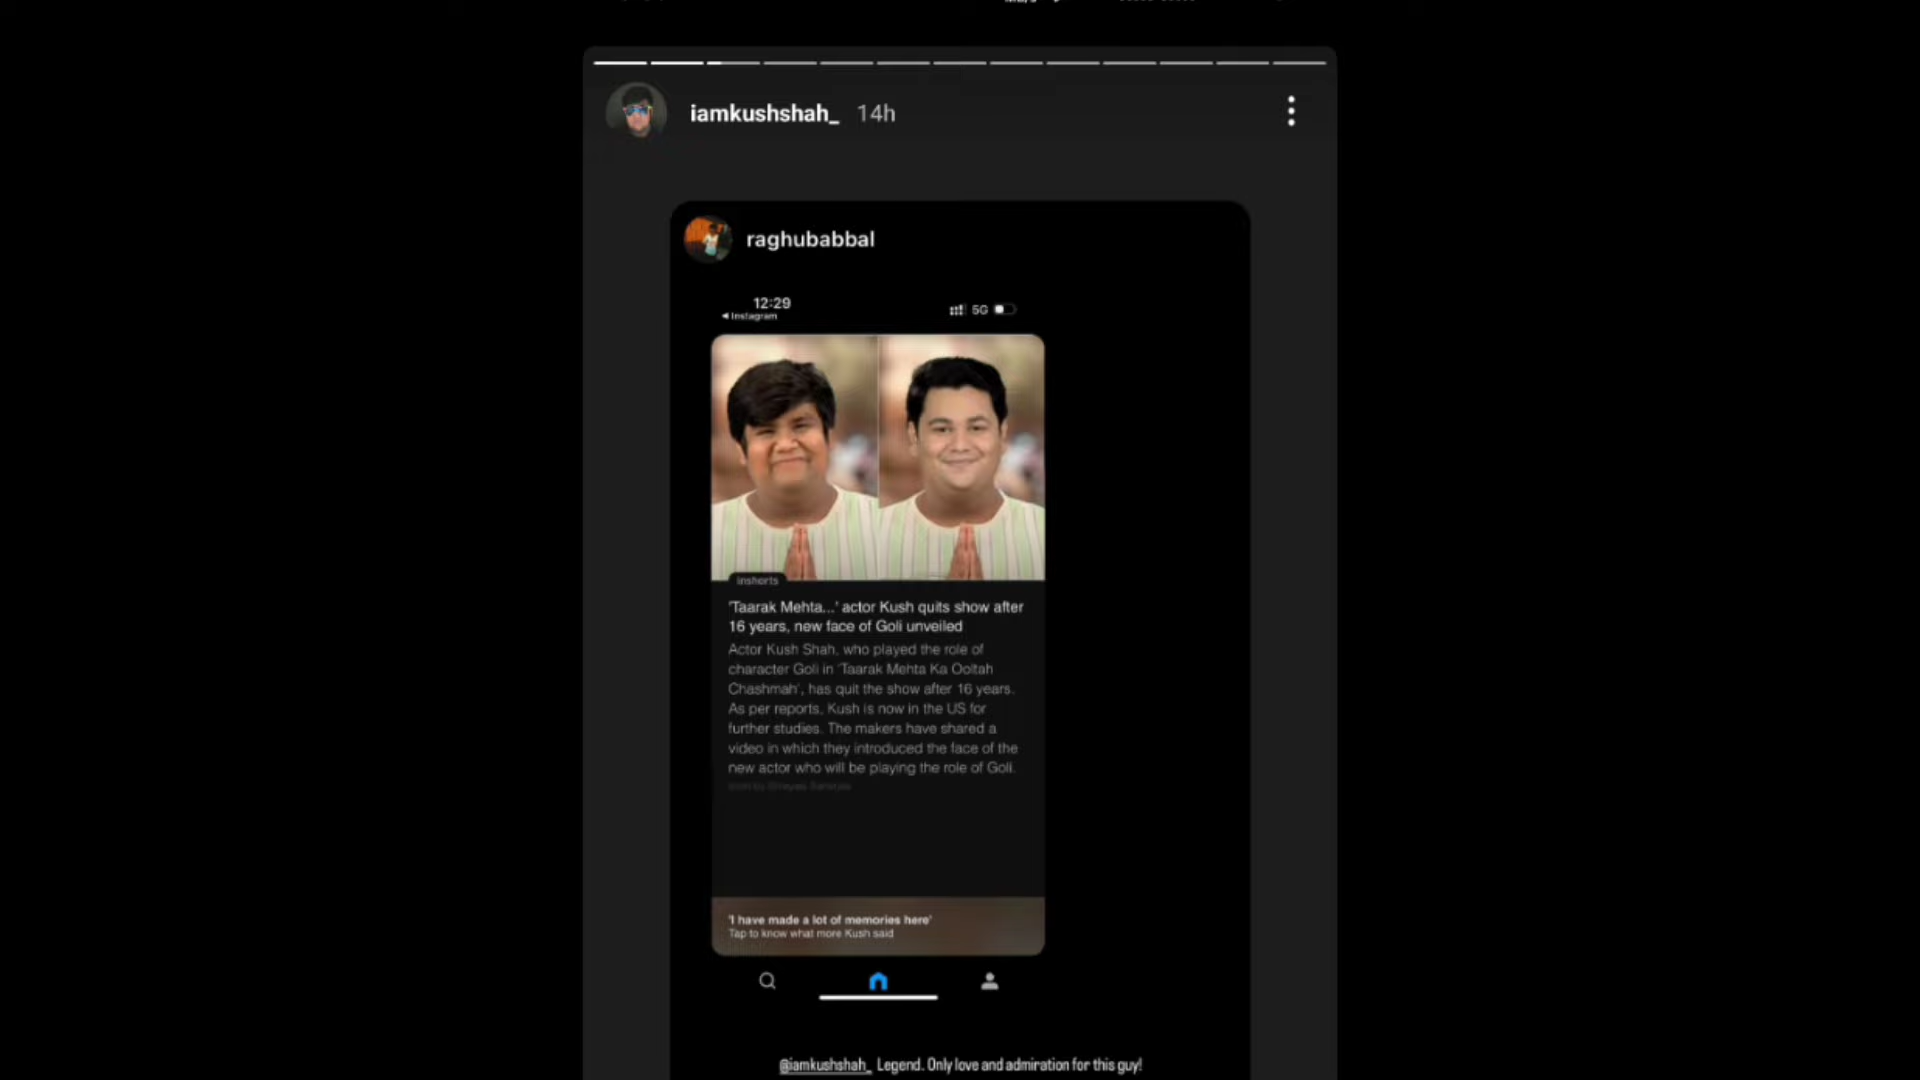 iamkushshah_ 14h
raghubabbal
12:29
5G
Instagram
inshorts
'Taarak Mehta...' actor Kush quits show after
16 years, new face of Goli unveiled
Actor Kush Shah, who played the role of
character Goli in 'Taarak Mehta Ka Ooltah
Chashmah', has quit the show after 16 years.
As per reports, Kush is now in the US for
further studies. The makers have shared a
video in which they introduced the face of the
new actor who will be playing the role of Goli.
'I have made a lot of memories here'
Tap to know what more Kush said
@iamkushshah_ Legend. Only love and admiration for this guy!